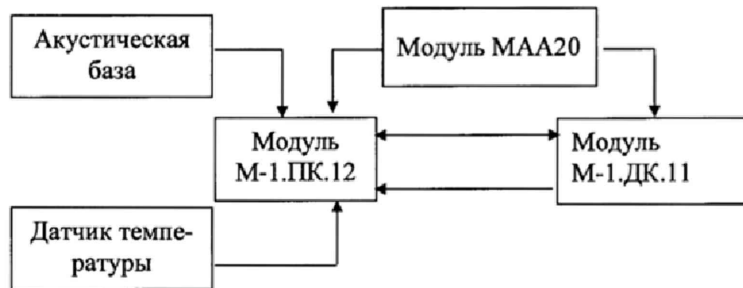 Акустическая
база
Модуль МАА20
Модуль
М-1.ПК.12
Модуль
М-1.ДК.11
Датчик темпе-
ратуры